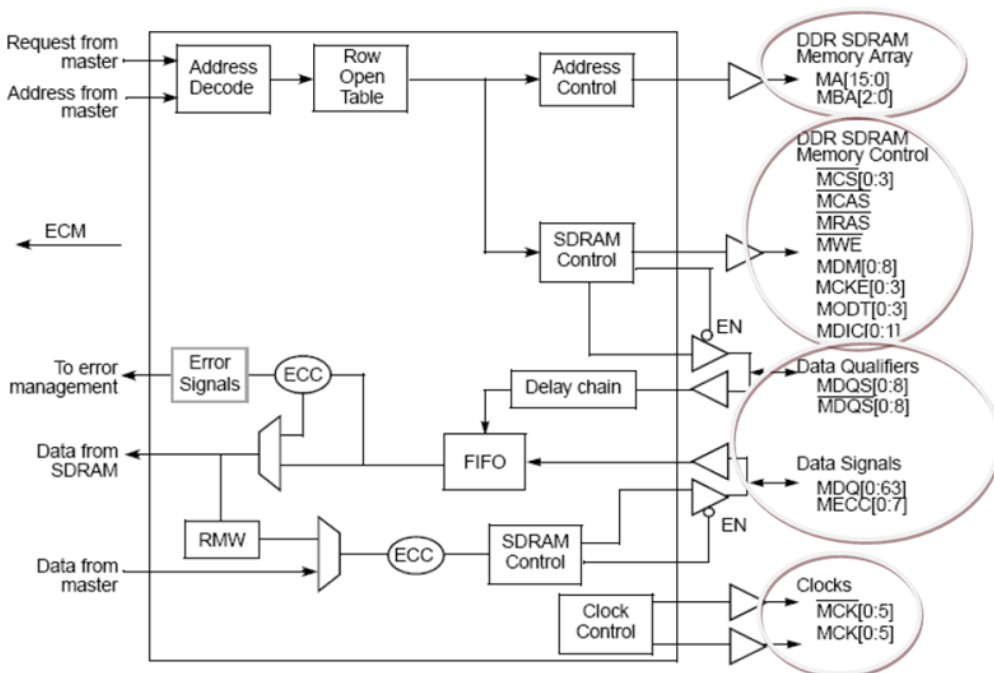 Request from
master
Address from
master
Address
Decode
Row
Open
Table
Address
Control
DDR SDRAM
Memory Array
MA[15:0]
MBA[2:0]
DDR SDRAM
Memory Control
MCS[0:3]
MCAS
MRAS
MWE
MDM[0:8]
MCKE[0:3]
MODT[0:3]
MDIC[0:1]
ECM
SDRAM
Control
EN
To error
management
Error
Signals
ECC
Delay chain
Data Qualifiers
MDQS[0:8]
MDQS[0:8]
Data from
SDRAM
FIFO
Data Signals
MDQ[0:63]
MECC[0:7]
RMW
ECC
SDRAM
Control
EN
Data from
master
Clock
Control
Clocks
MCK[0:5]
MCK[0:5]